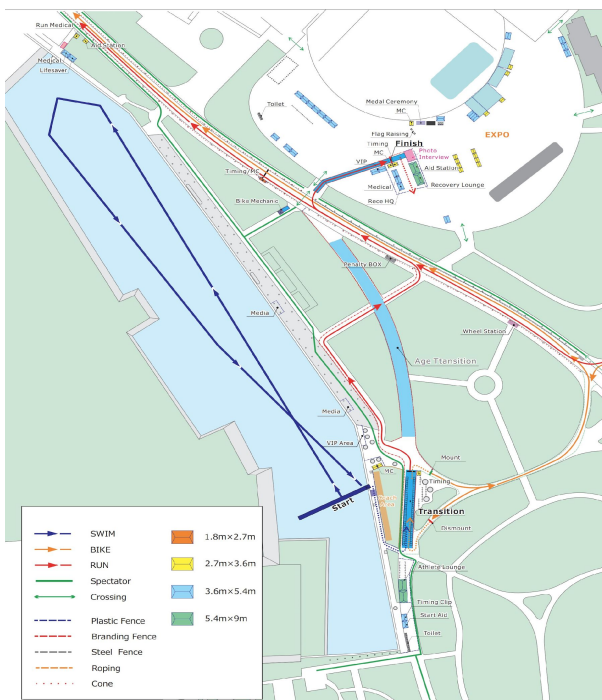 Run Medical
Aid Station
Medical
Lifesaver
Toilet
Medal Ceremony
MC
Flag Raising
Timing
Finish
MC
Photo
Interview
VIP
EXPO
Aid Station
Timing/MC
Medical
Recovery Lounge
Bike Mechanic
Race HQ
Penalty BOX
Media
Wheel Station
Age Ttansition
Media
VIP Area
Mount
MC
Timing
Start
Transition
Dismount
Athlete Lounge
Timing Clip
Start Aid
Toilet
SWIM
BIKE
RUN
Spectator
Crossing
Plastic Fence
Branding Fence
Steel Fence
Roping
Cone
1.8m×2.7m
2.7m×3.6m
3.6m×5.4m
5.4m×9m